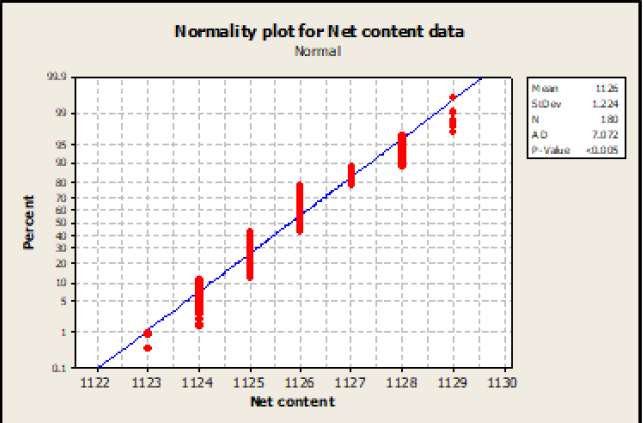 Normality plot for Net content data
Normal
99.9
99
95
90
80
70
60
50
40
30
20
10
5
1
0.1
Percent
1122 1123 1124 1125 1126 1127 1128 1129 1130
Net content
Mean 1126
StDev 1.224
N 180
AD 7.072
P-Value <0.005